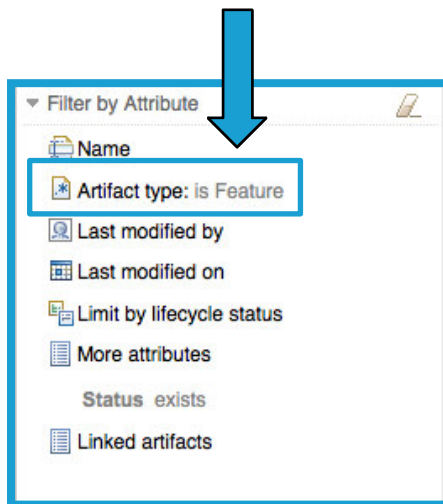 Filter by Attribute
Name
Artifact type: is Feature
Last modified by
Last modified on
Limit by lifecycle status
More attributes
Status exists
Linked artifacts